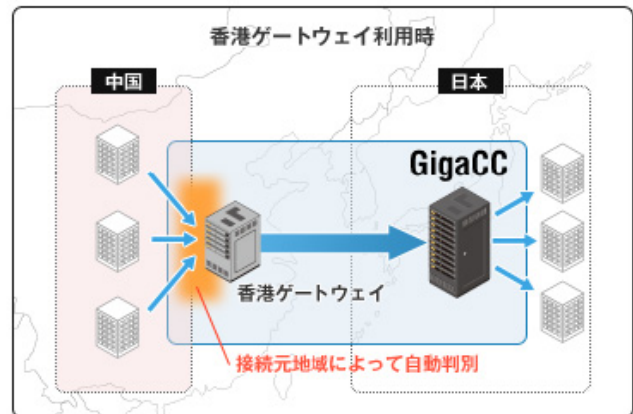 香港ゲートウェイ利用時
中国
日本
GigaCC
香港ゲートウェイ
接続元地域によって自動判別